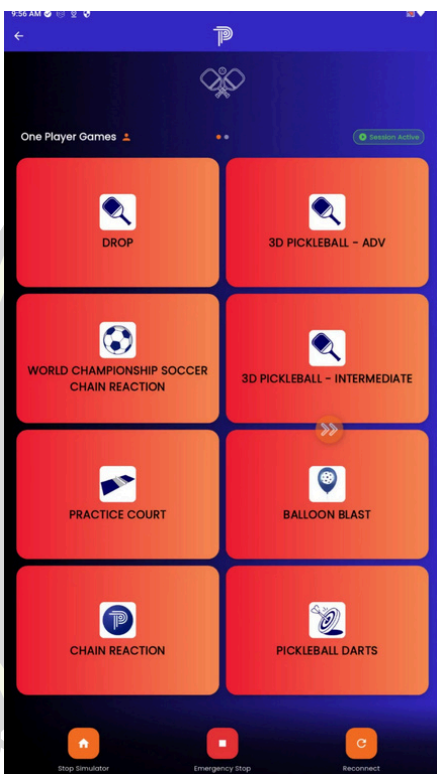 9:56 AM
One Player Games
Session Active
DROP
3D PICKLEBALL - ADV
WORLD CHAMPIONSHIP SOCCER
CHAIN REACTION
3D PICKLEBALL - INTERMEDIATE
PRACTICE COURT
BALLOON BLAST
CHAIN REACTION
PICKLEBALL DARTS
Stop Simulator
Emergency Stop
Reconnect